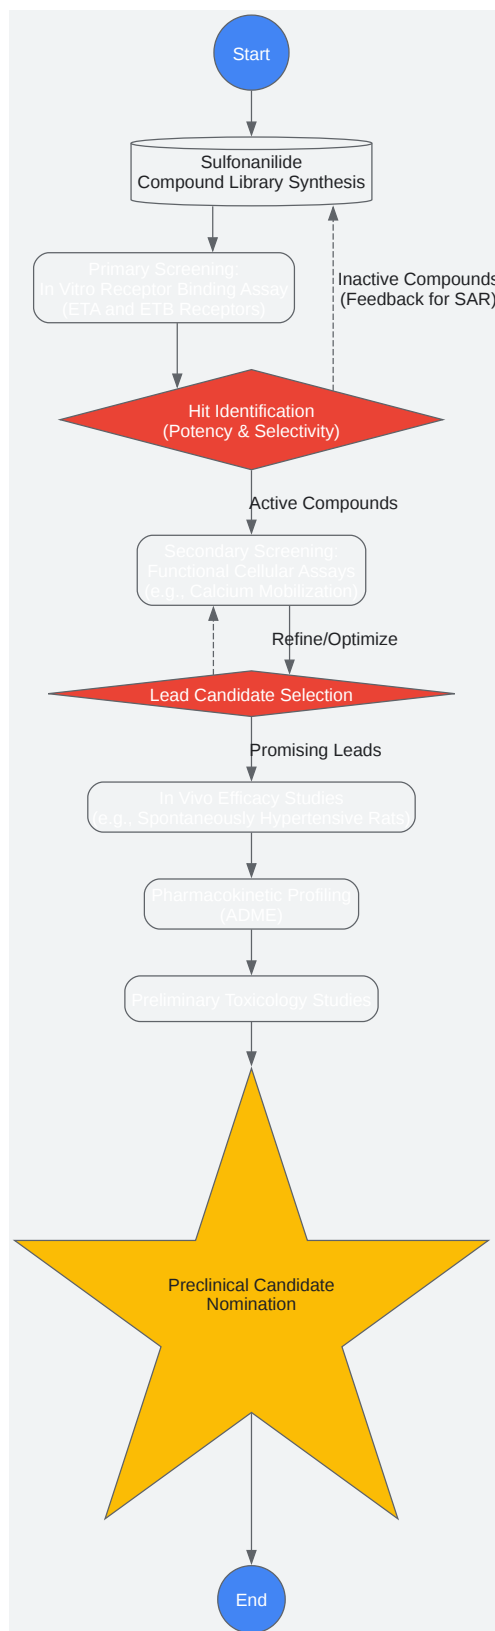 Start
Sulfonanilide
Compound Library Synthesis
Primary Screening:
In Vitro Receptor Binding Assay
(ETA and ETB Receptors)
Inactive Compounds
(Feedback for SAR)
Hit Identification
(Potency & Selectivity)
Active Compounds
Secondary Screening:
Functional Cellular Assays
(e.g., Calcium Mobilization)
Refine/Optimize
Lead Candidate Selection
Promising Leads
In Vivo Efficacy Studies
(e.g., Spontaneously Hypertensive Rats)
Pharmacokinetic Profiling
(ADME)
Preliminary Toxicology Studies
Preclinical Candidate
Nomination
End